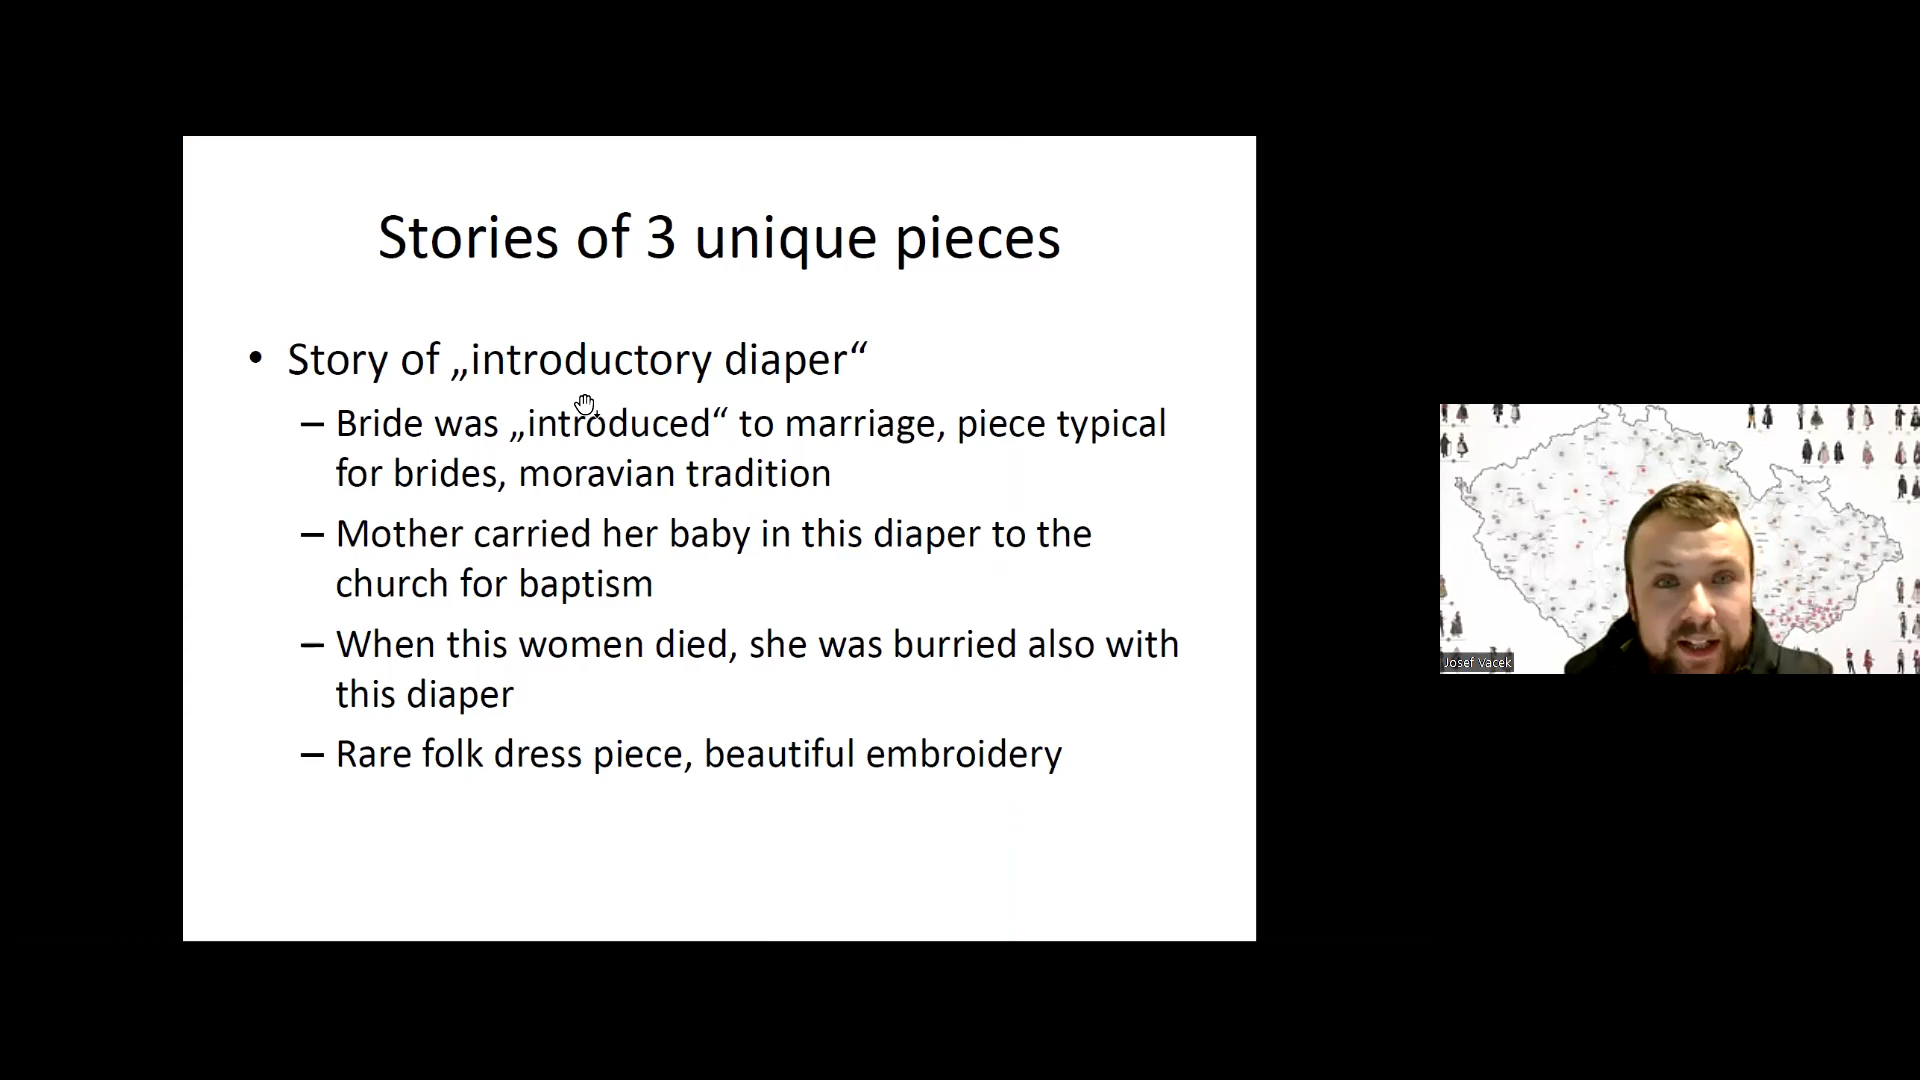 Stories of 3 unique pieces
• Story of „introductory diaper“
– Bride was „introduced“ to marriage, piece typical
for brides, moravian tradition
– Mother carried her baby in this diaper to the
church for baptism
– When this women died, she was burried also with
this diaper
– Rare folk dress piece, beautiful embroidery
Josef Vacek